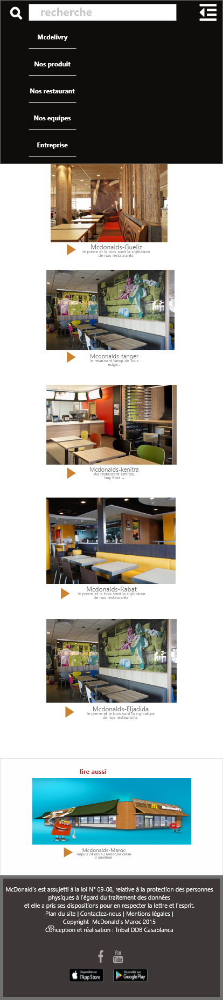 recherche
Mcdelivry
Nos produit
Nos restaurant
Nos equipes
Entreprise
Mcdonalds-Gueliz
le pierre et le bois sont la sighiature
de nos restaurants
Mcdonalds-tanger
le resaurant tangr,de bois
edge...
Mcdonalds-kenitra
Au restaurant kenitra,
hay Riad...
Mcdonalds-Rabat
le pierre et le bois sont la sighiature
de nos restaurants
Mcdonalds-Eljadida
le pierre et le bois sont la sighiature
de nos restaurants
lire aussi
McDonald's
Mcdonalds-Maroc
depuis 24 ans au maroc,ne cesse
d amelioer
McDonald's est assujetti à la loi N° 09-08, relative à la protection des personnes
physiques à l'égard du traitement des données
et elle a pris ses dispositions pour en respecter la lettre et l'esprit.
Plan du site | Contactez-nous | Mentions légales |
Copyright McDonald's Maroc 2015
Conception et réalisation : Tribal DDB Casablanca
You
Tube
Disponible sur
l'App Store
Disponible sur
Google Play